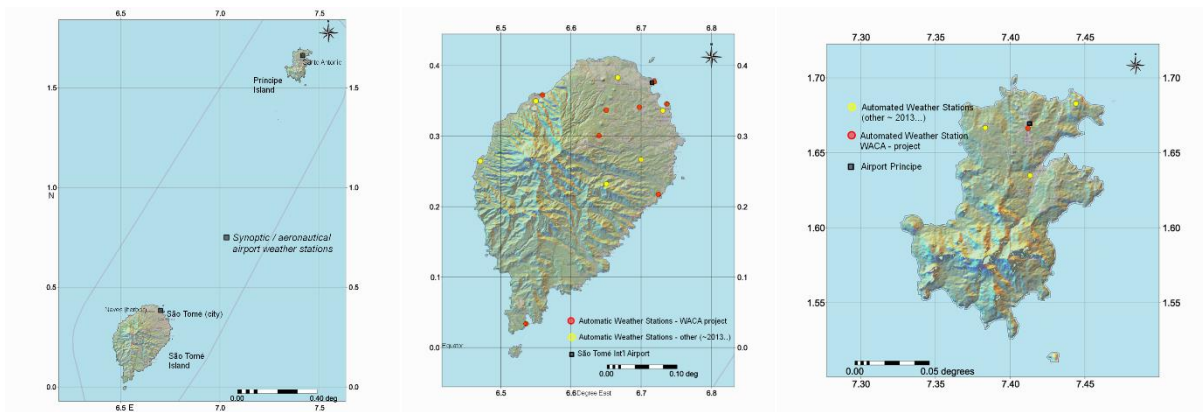 6.5
7.0
7.5
Santo Antonio
Príncipe
Island
1.5
1.5
1.0
1.0
N
Synoptic / aeronautical
airport weather stations
0.5
0.5
São Tomé (city)
São Tomé
Island
0.0
0.0
0.00
0.40 deg
6.5 E
7.0
7.5
6.5
6.6
6.7
6.8
0.4
0.4
0.3
0.3
0.2
0.2
0.1
0.1
Automatic Weather Stations - WACA project
Automatic Weather Stations - other (~2013..)
0.0
0.0
Equator
São Tomé Int'l Airport
0.00
0.10 deg
6.5
6.6
Degree East
6.7
6.8
7.30
7.35
7.40
7.45
1.70
1.70
Automated Weather Stations
(other ~ 2013...)
Automated Weather Station
WACA - project
1.65
1.65
Airport Principe
1.60
1.60
1.55
1.55
0.00
0.05 degrees
7.30
7.35
7.40
7.45